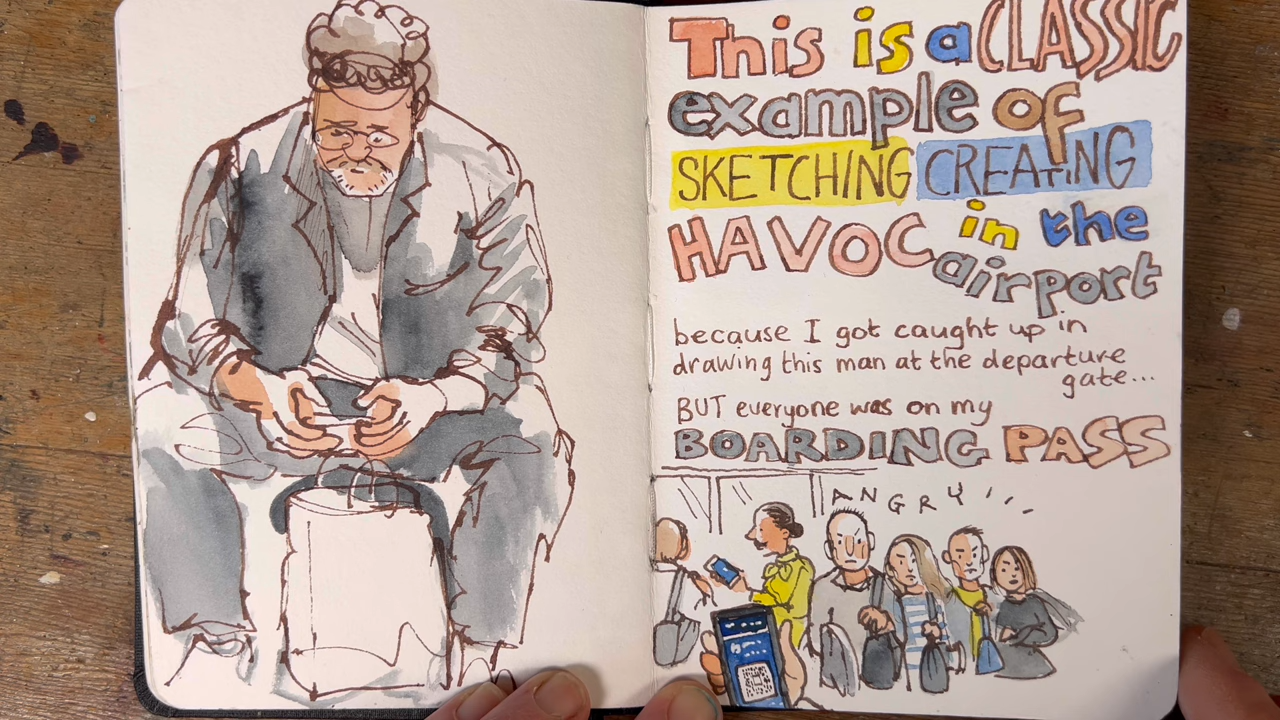 This is a CLASSIC
example of
SKETCHING CREATING
HAVOC in the
airport
because I got caught up in
drawing this man at the departure
gate...
BUT everyone was on my
BOARDING PASS
ANGRY!!..